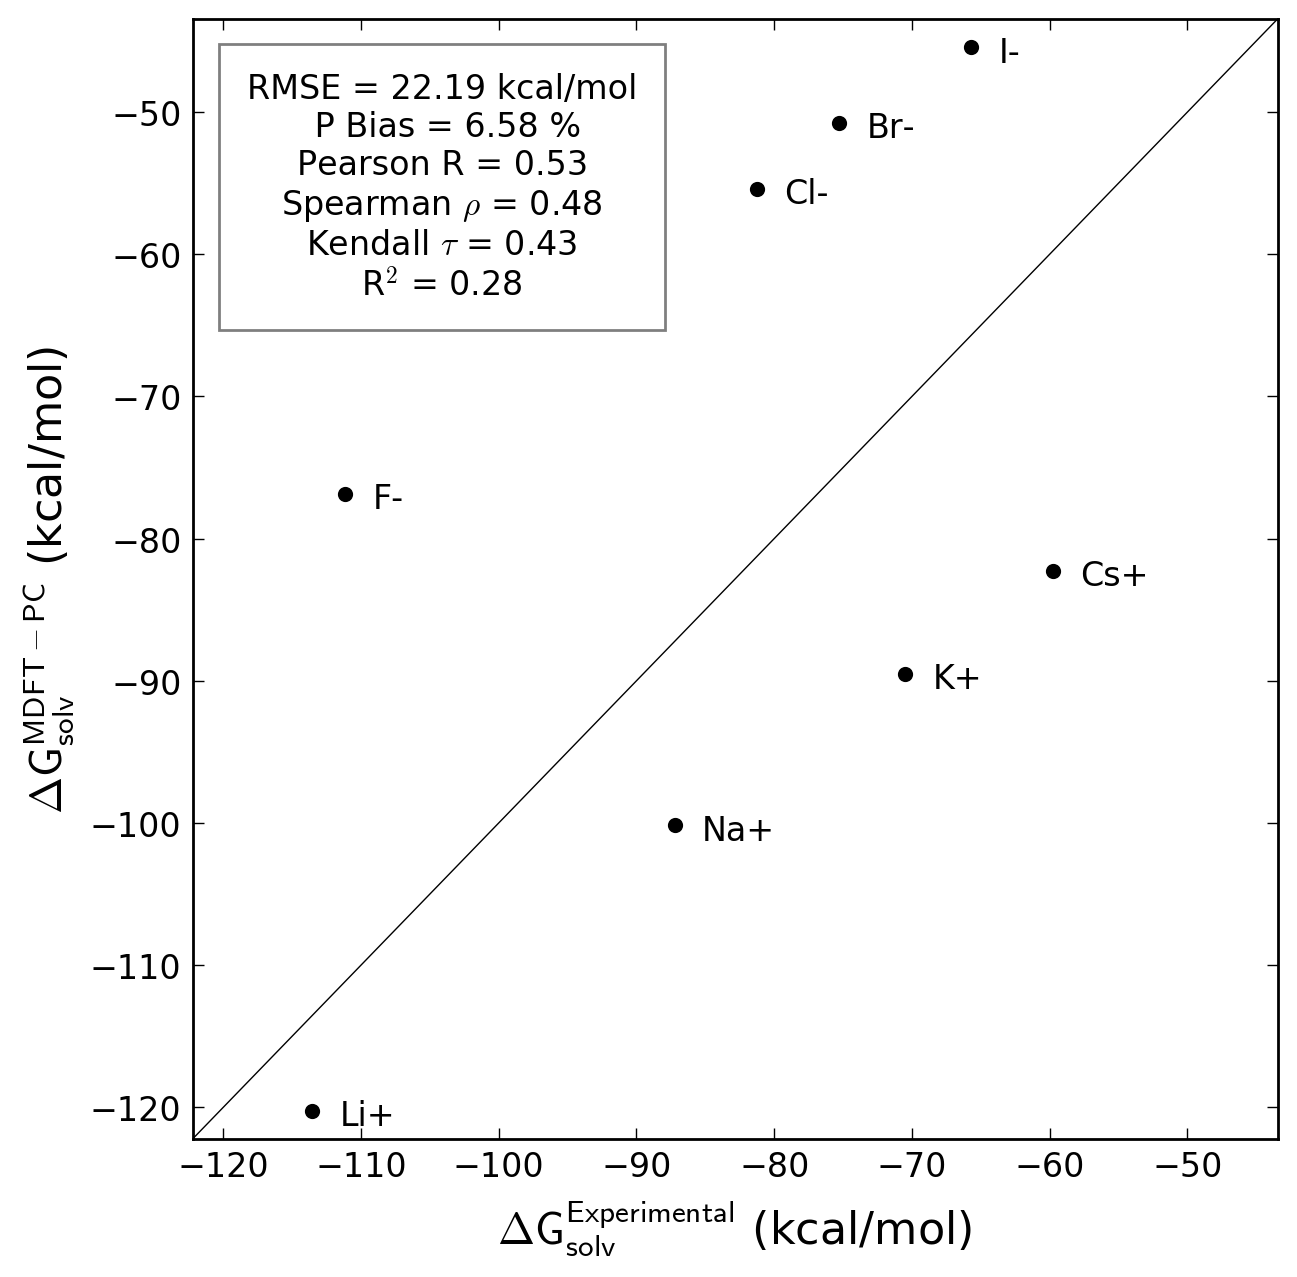 RMSE = 22.19 kcal/mol
P Bias = 6.58 %
Pearson R = 0.53
Spearman ρ = 0.48
Kendall τ = 0.43
R² = 0.28
I-
Br-
Cl-
F-
Cs+
K+
Na+
Li+
−50
−60
−70
−80
−90
−100
−110
−120
−120
−110
−100
−90
−80
−70
−60
−50
ΔG_solv^MDFT−PC (kcal/mol)
ΔG_solv^Experimental (kcal/mol)